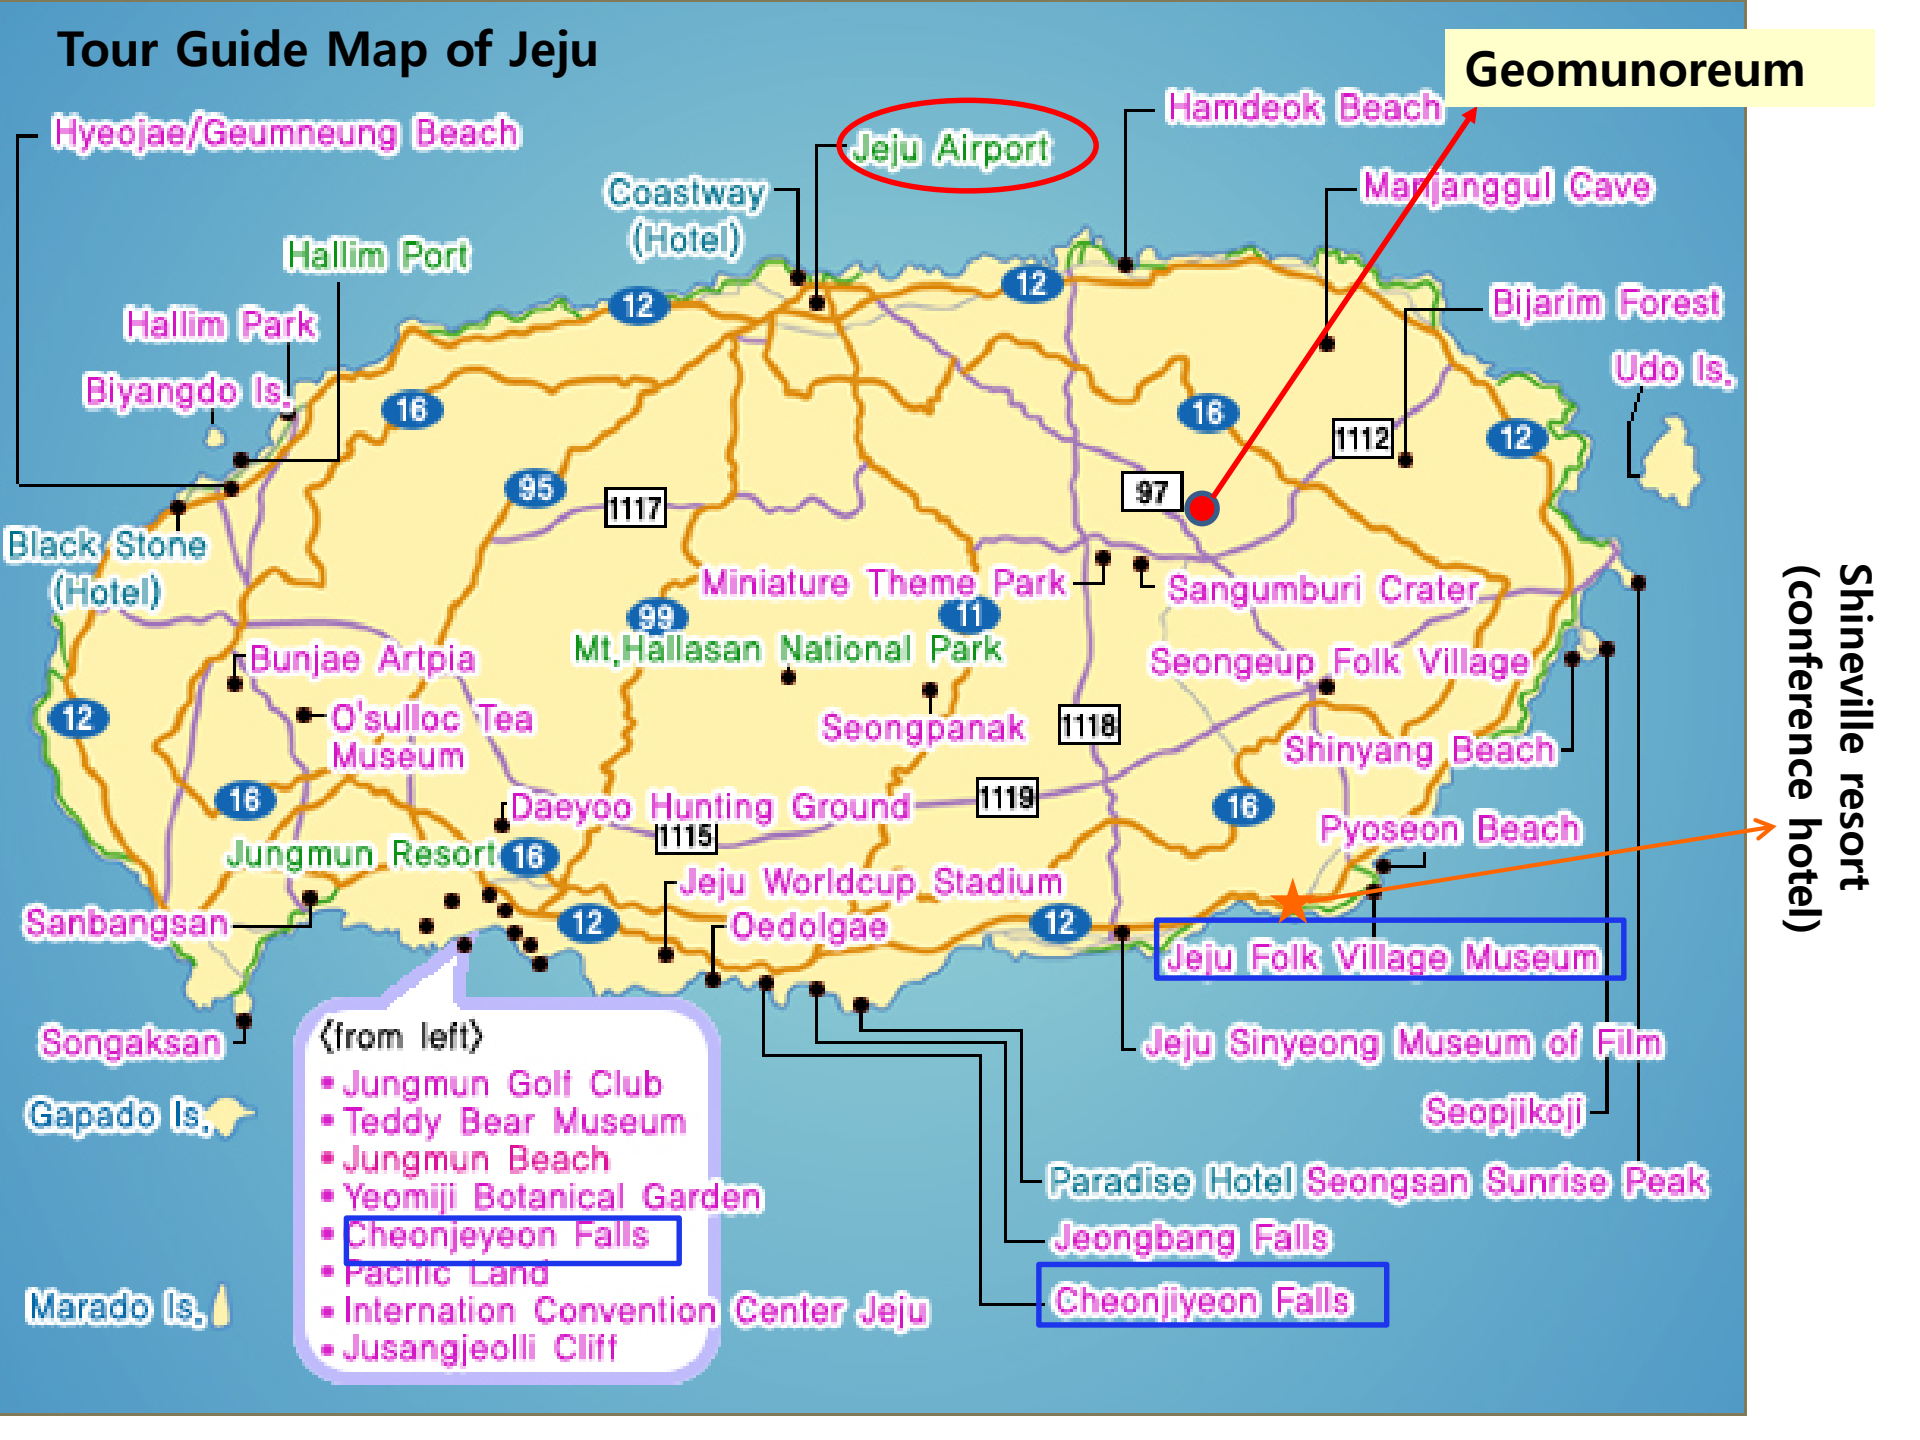 Tour Guide Map of Jeju
Geomunoreum
Hamdeok Beach
Hyeojae/Geumneung Beach
Jeju Airport
Coastway
(Hotel)
Manjanggul Cave
Hallim Port
12
12
Bijarim Forest
Hallim Park
Udo Is.
Biyangdo Is.
16
16
1112
12
95
97
1117
Black Stone
(Hotel)
Miniature Theme Park
Sangumburi Crater
99
11
Mt,Hallasan National Park
Bunjae Artpia
Seongeup Folk Village
12
O'sulloc Tea
Museum
Seongpanak
1118
Shinyang Beach
Shineville resort
(conference hotel)
16
Daeyoo Hunting Ground
1119
16
1115
Pyoseon Beach
Jungmun Resort
16
Jeju Worldcup Stadium
Sanbangsan
12
Oedolgae
12
Jeju Folk Village Museum
Songaksan
〈from left〉
Jeju Sinyeong Museum of Film
▪ Jungmun Golf Club
Gapado Is.
▪ Teddy Bear Museum
Seopjikoji
▪ Jungmun Beach
▪ Yeomiji Botanical Garden
Paradise Hotel
Seongsan Sunrise Peak
▪ Cheonjeyeon Falls
Jeongbang Falls
▪ Pacific Land
Marado Is.
▪ Internation Convention Center Jeju
Cheonjiyeon Falls
▪ Jusangjeolli Cliff